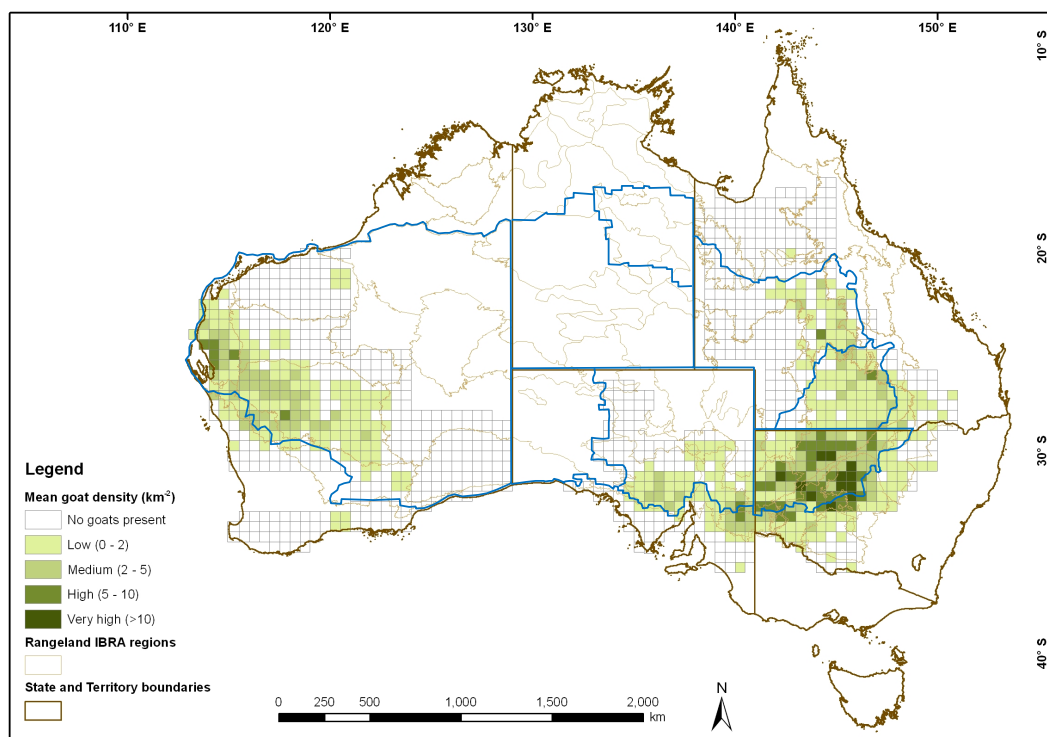 110° E 120° E 130° E 140° E 150° E
10° S
20° S
30° S
40° S
Legend
Mean goat density (km⁻²)
No goats present
Low (0 - 2)
Medium (2 - 5)
High (5 - 10)
Very high (>10)
Rangeland IBRA regions
State and Territory boundaries
0 250 500 1,000 1,500 2,000
km
N